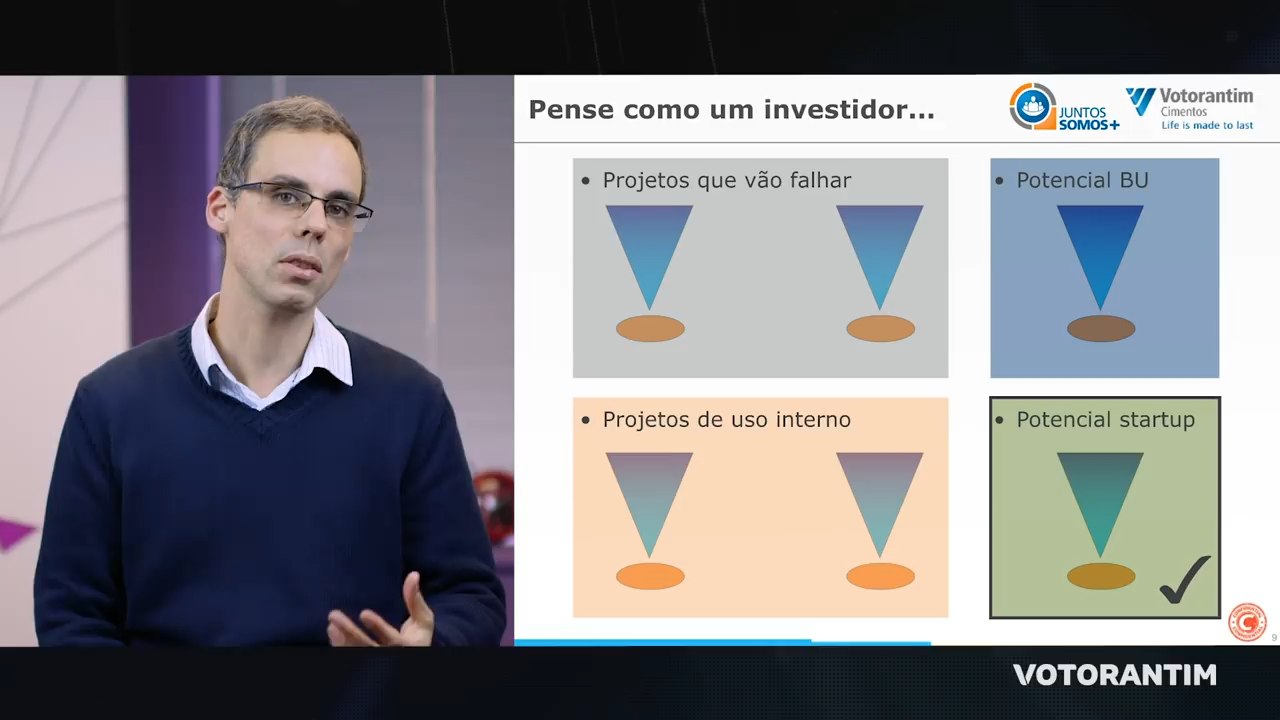 Pense como um investidor...
JUNTOS
SOMOS+
Votorantim
Cimentos
Life is made to last
• Projetos que vão falhar
• Potencial BU
• Projetos de uso interno
• Potencial startup
C
9
VOTORANTIM